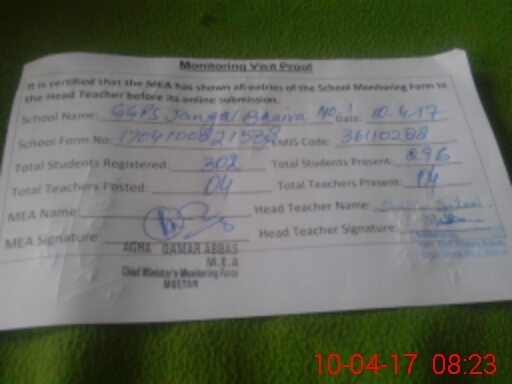 Monitoring Visit Proof
It is certified that the MEA has shown all entries of the School Monitoring Form to
the Head Teacher before its online submission.
School Name: GGPS Jangal Bhaira No. 1 Date: 10-4-17
School Form No: EMIS Code: 36110288
Total Students Registered: 302 Total Students Present: 296
Total Teachers Posted: 04 Total Teachers Present: 04
MEA Name: Head Teacher Name:
MEA Signature: Head Teacher Signature:
AGHA QAMAR ABBAS
M.E.A
Chief Minister's Monitoring Force
MULTAN
10-04-17 08:23